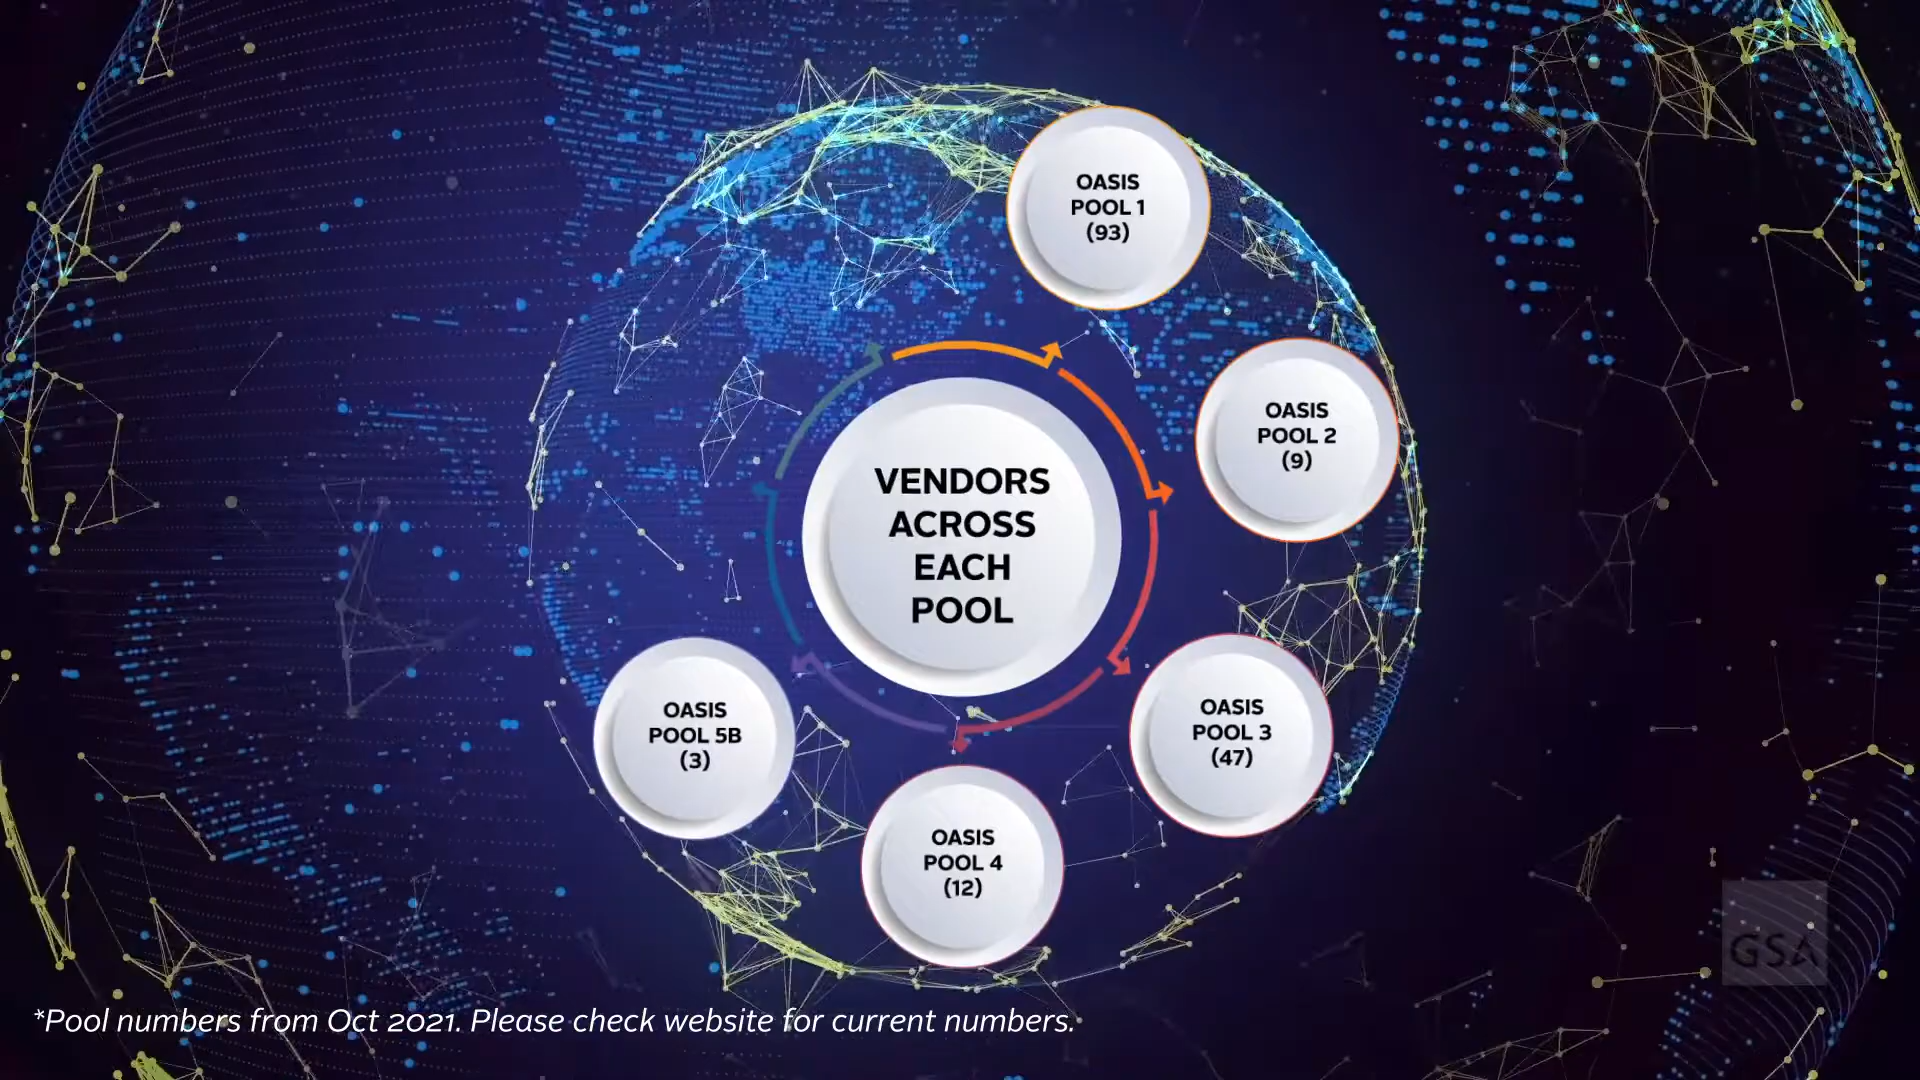 OASIS
POOL 1
(93)
OASIS
POOL 2
(9)
VENDORS
ACROSS
EACH
POOL
OASIS
POOL 3
(47)
OASIS
POOL 5B
(3)
OASIS
POOL 4
(12)
GSA
*Pool numbers from Oct 2021. Please check website for current numbers.